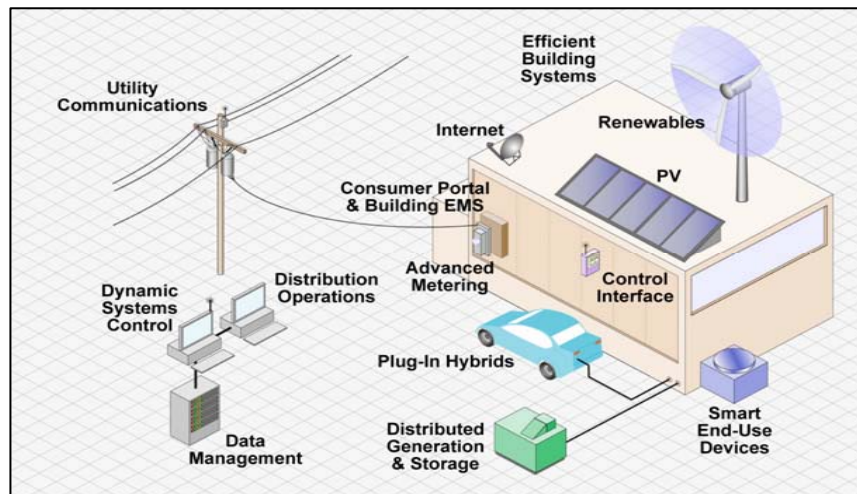 Efficient
Building
Systems
Utility
Communications
Internet
Renewables
PV
Consumer Portal
& Building EMS
Advanced
Metering
Control
Interface
Dynamic
Systems
Control
Distribution
Operations
Plug-In Hybrids
Data
Management
Distributed
Generation
& Storage
Smart
End-Use
Devices